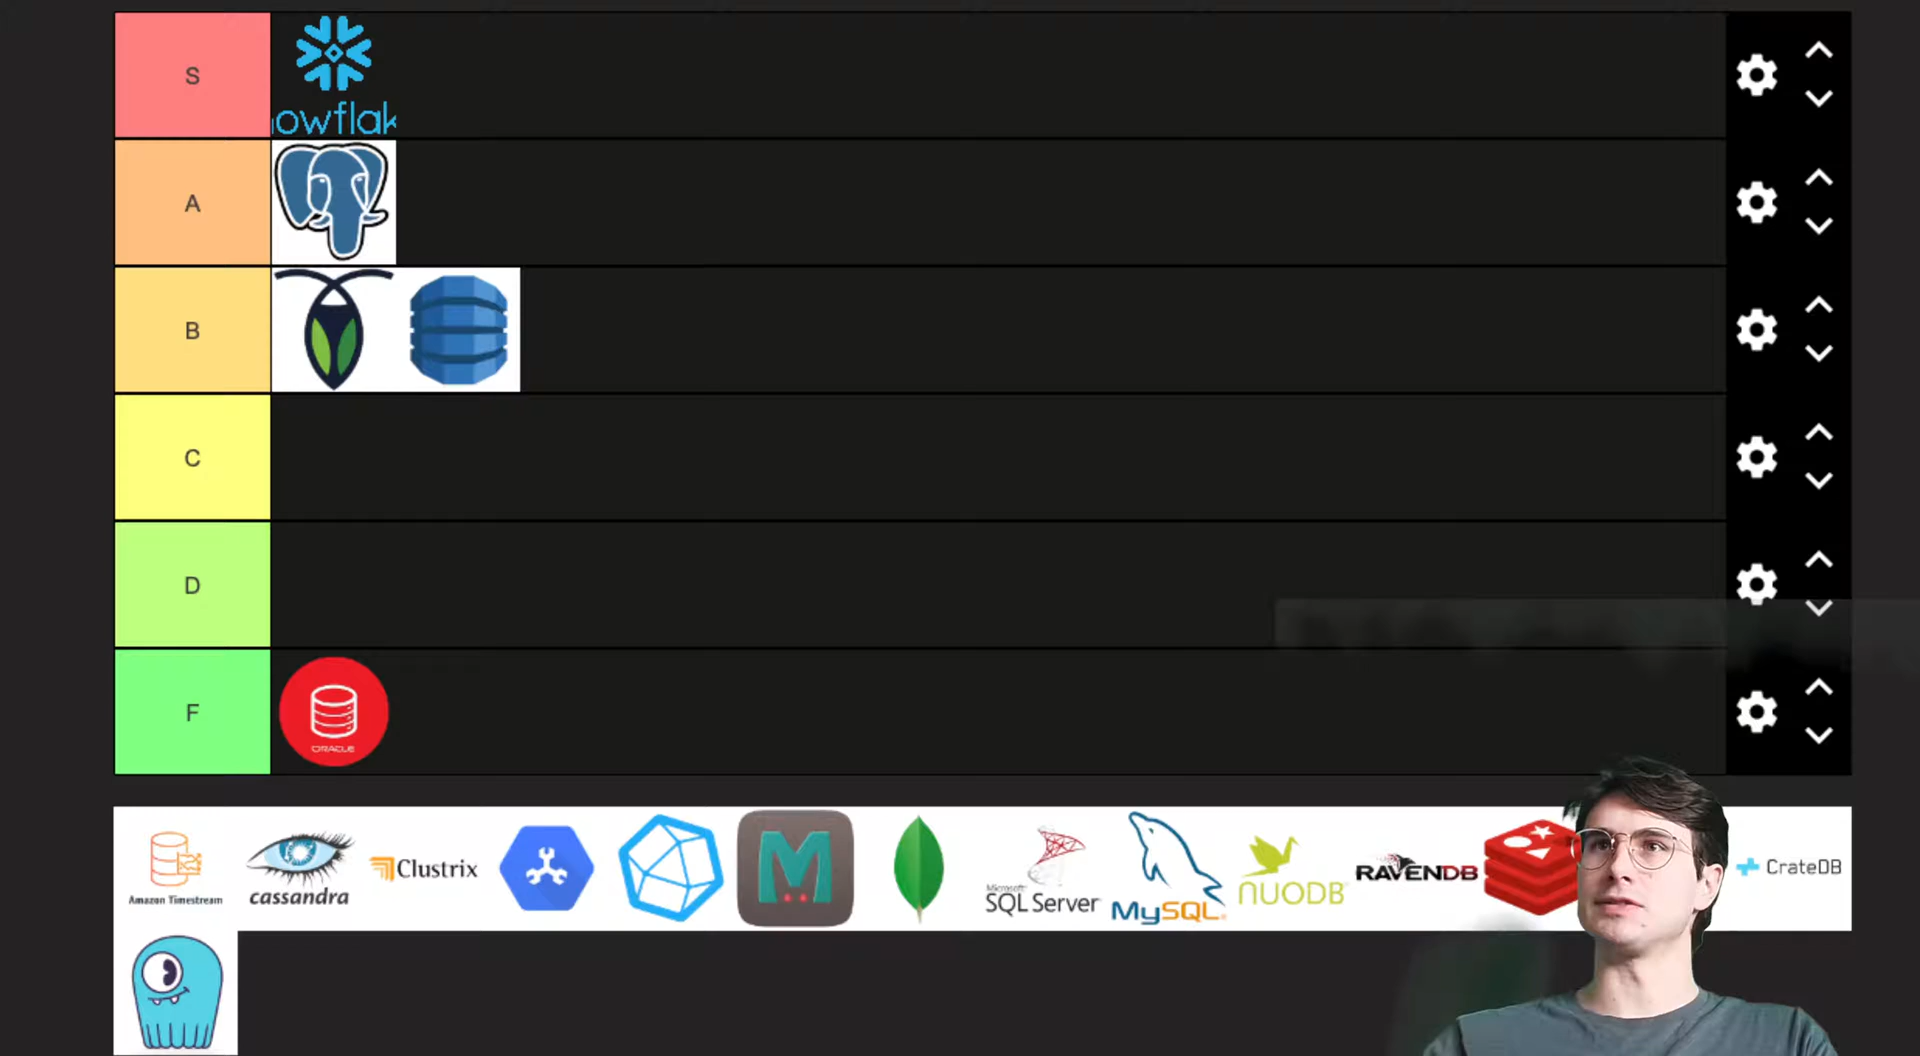 S
owflak
A
B
C
D
F
ORACLE
Amazon Timestream
cassandra
Clustrix
M
Microsoft
SQL Server
MySQL
NUODB
RAVENDB
CrateDB